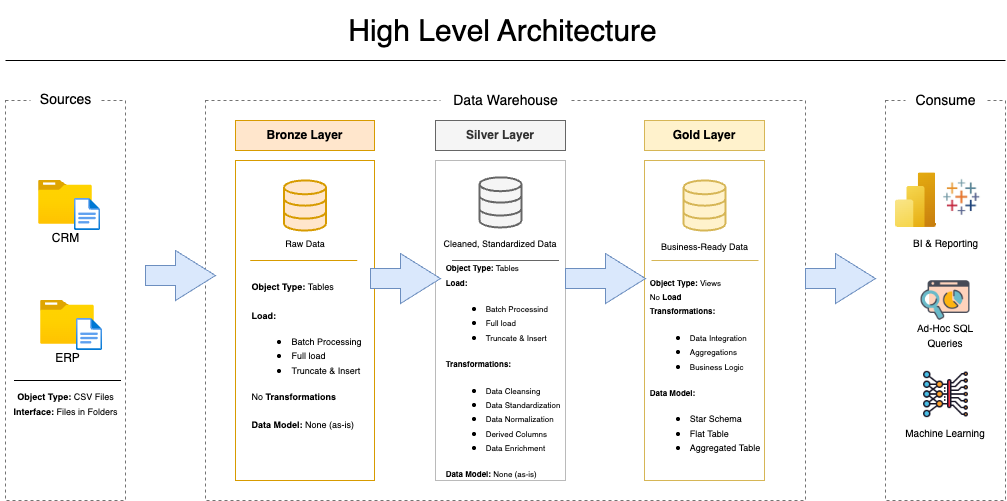 High Level Architecture
Sources
CRM
ERP
Object Type: CSV Files
Interface: Files in Folders
Data Warehouse
Bronze Layer
Raw Data
Object Type: Tables
Load:
Batch Processing
Full load
Truncate & Insert
No Transformations
Data Model: None (as-is)
Silver Layer
Cleaned, Standardized Data
Object Type: Tables
Load:
Batch Processind
Full load
Truncate & Insert
Transformations:
Data Cleansing
Data Standardization
Data Normalization
Derived Columns
Data Enrichment
Data Model: None (as-is)
Gold Layer
Business-Ready Data
Object Type: Views
No Load
Transformations:
Data Integration
Aggregations
Business Logic
Data Model:
Star Schema
Flat Table
Aggregated Table
Consume
BI & Reporting
Ad-Hoc SQL
Queries
Machine Learning